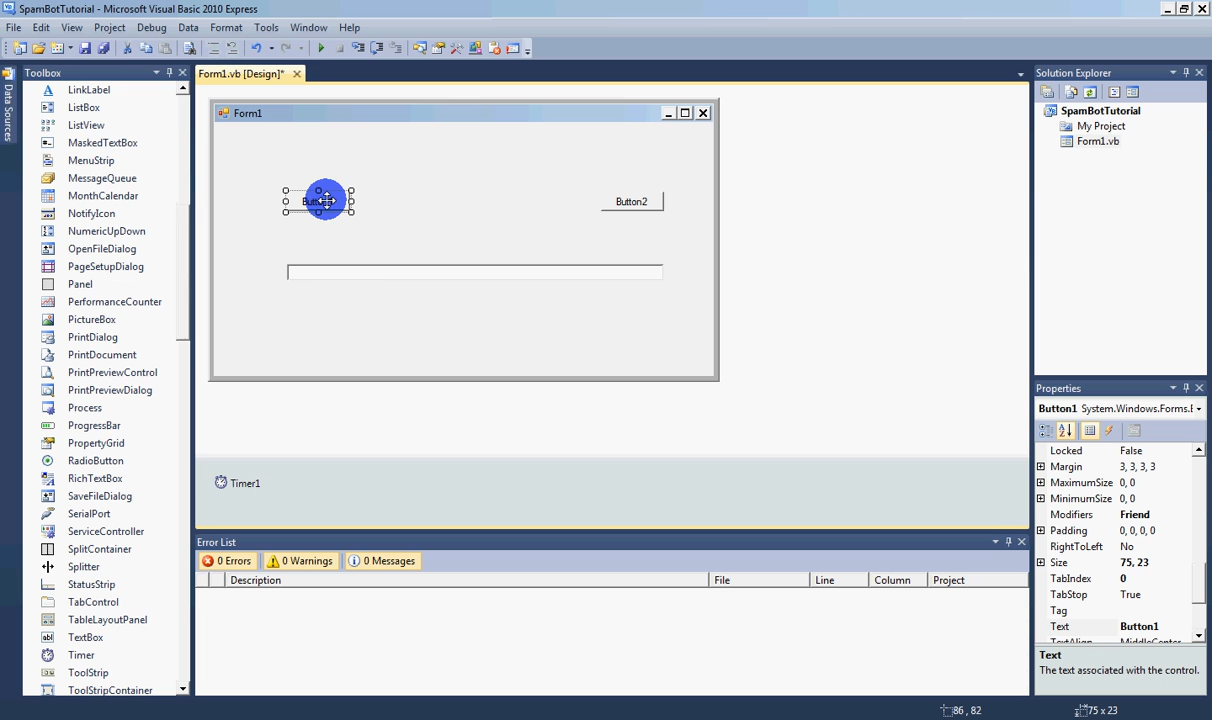 SpamBotTutorial - Microsoft Visual Basic 2010 Express
File Edit View Project Debug Data Format Tools Window Help
Data Sources
Toolbox
LinkLabel
ListBox
ListView
MaskedTextBox
MenuStrip
MessageQueue
MonthCalendar
NotifyIcon
NumericUpDown
OpenFileDialog
PageSetupDialog
Panel
PerformanceCounter
PictureBox
PrintDialog
PrintDocument
PrintPreviewControl
PrintPreviewDialog
Process
ProgressBar
PropertyGrid
RadioButton
RichTextBox
SaveFileDialog
SerialPort
ServiceController
SplitContainer
Splitter
StatusStrip
TabControl
TableLayoutPanel
TextBox
Timer
ToolStrip
ToolStripContainer
Form1.vb [Design]*
Form1
Button2
Timer1
Error List
0 Errors 0 Warnings 0 Messages
Description File Line Column Project
Solution Explorer
SpamBotTutorial
My Project
Form1.vb
Properties
Button1 System.Windows.Forms.
Locked False
Margin 3, 3, 3, 3
MaximumSize 0, 0
MinimumSize 0, 0
Modifiers Friend
Padding 0, 0, 0, 0
RightToLeft No
Size 75, 23
TabIndex 0
TabStop True
Tag
Text Button1
TextAlign MiddleCenter
Text
The text associated with the control.
86 , 82
75 x 23